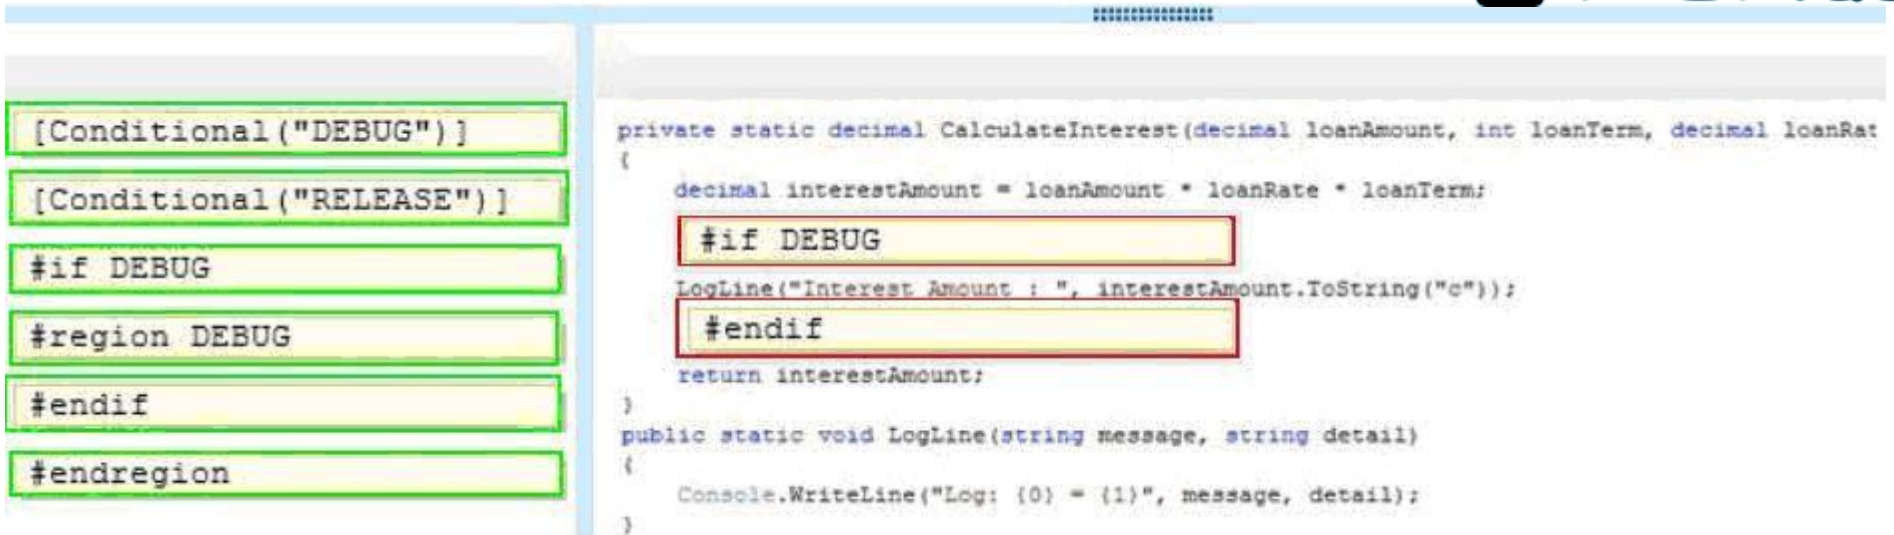 [Conditional("DEBUG")]
[Conditional("RELEASE")]
#if DEBUG
#region DEBUG
#endif
#endregion
private static decimal CalculateInterest(decimal loanAmount, int loanTerm, decimal loanRat
{
decimal interestAmount = loanAmount * loanRate * loanTerm;
#if DEBUG
LogLine("Interest Amount : ", interestAmount.ToString("c"));
#endif
return interestAmount;
}
public static void LogLine(string message, string detail)
{
Console.WriteLine("Log: {0} = {1}", message, detail);
}